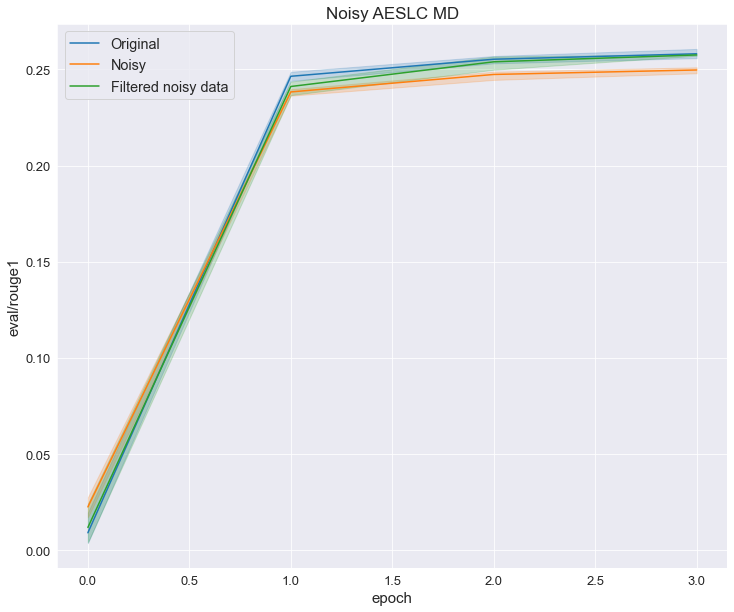 Noisy AESLC MD
Original
Noisy
Filtered noisy data
eval/rouge1
0.25
0.20
0.15
0.10
0.05
0.00
0.0 0.5 1.0 1.5 2.0 2.5 3.0
epoch